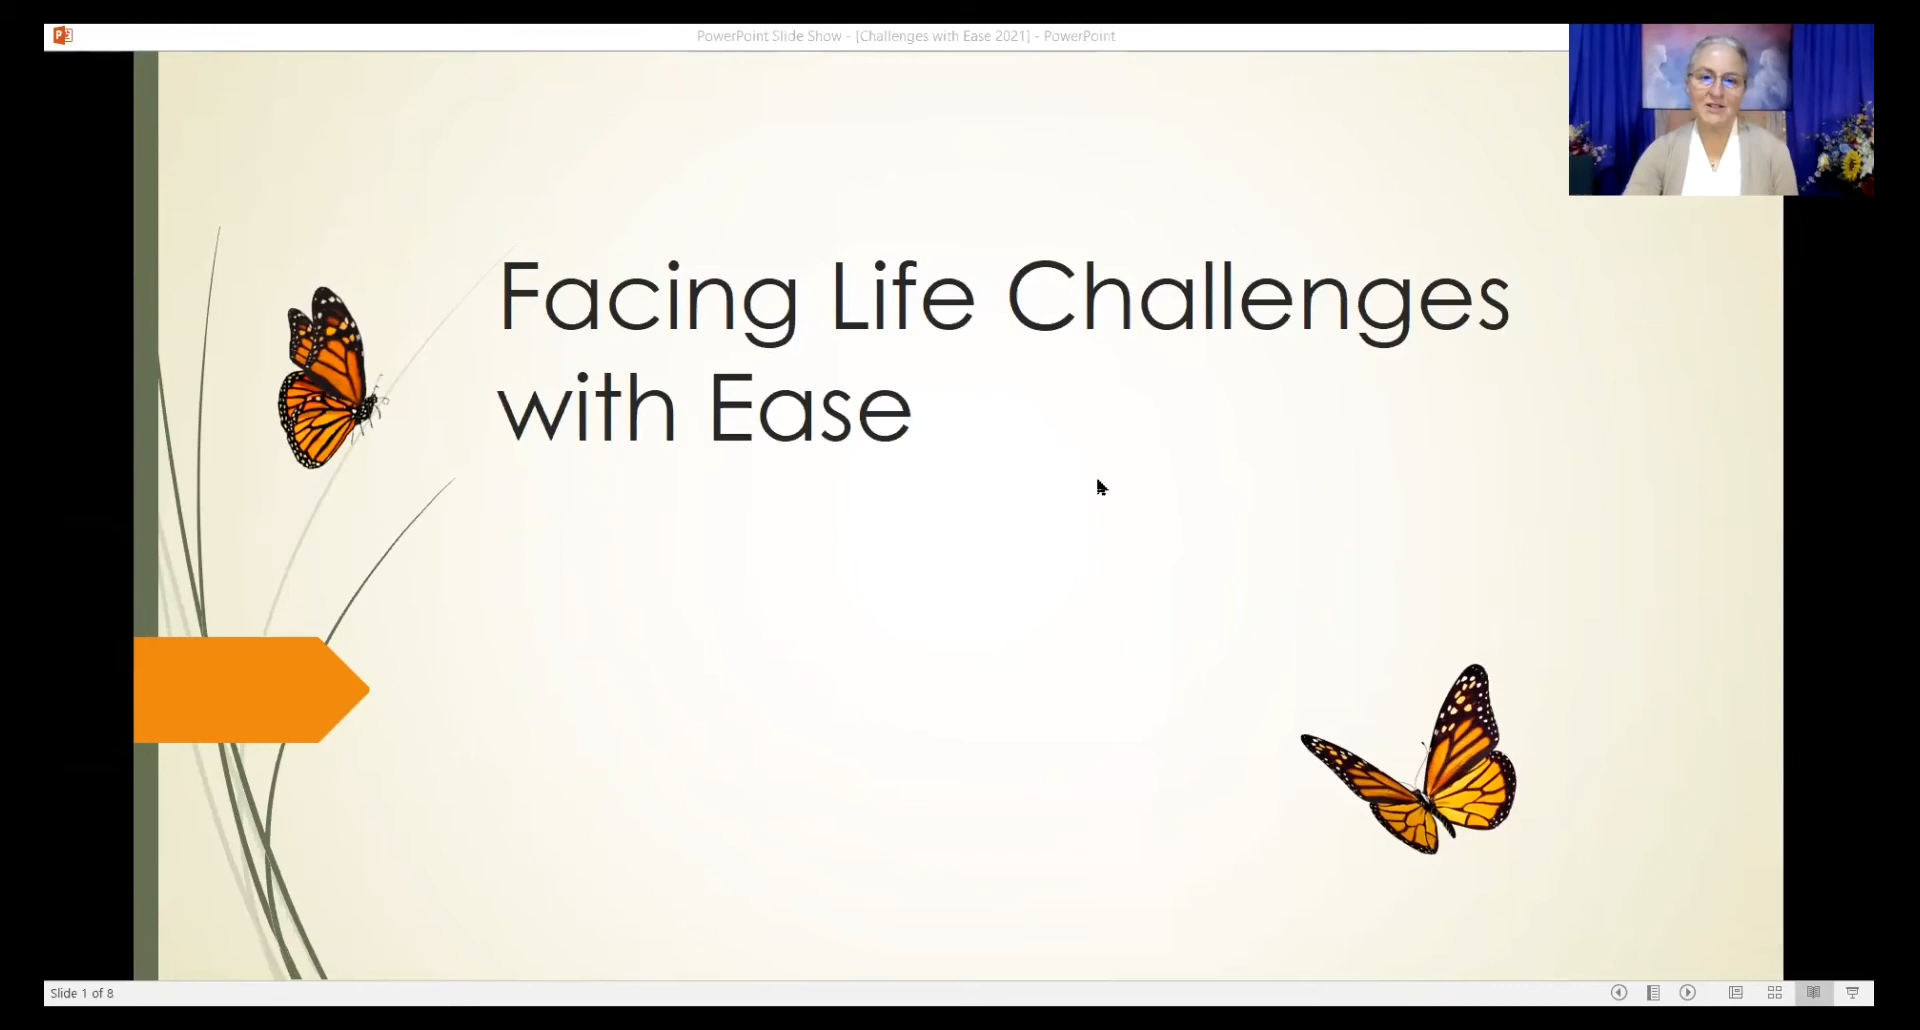 PowerPoint Slide Show - [Challenges with Ease 2021] - PowerPoint
Facing Life Challenges
with Ease
Slide 1 of 8